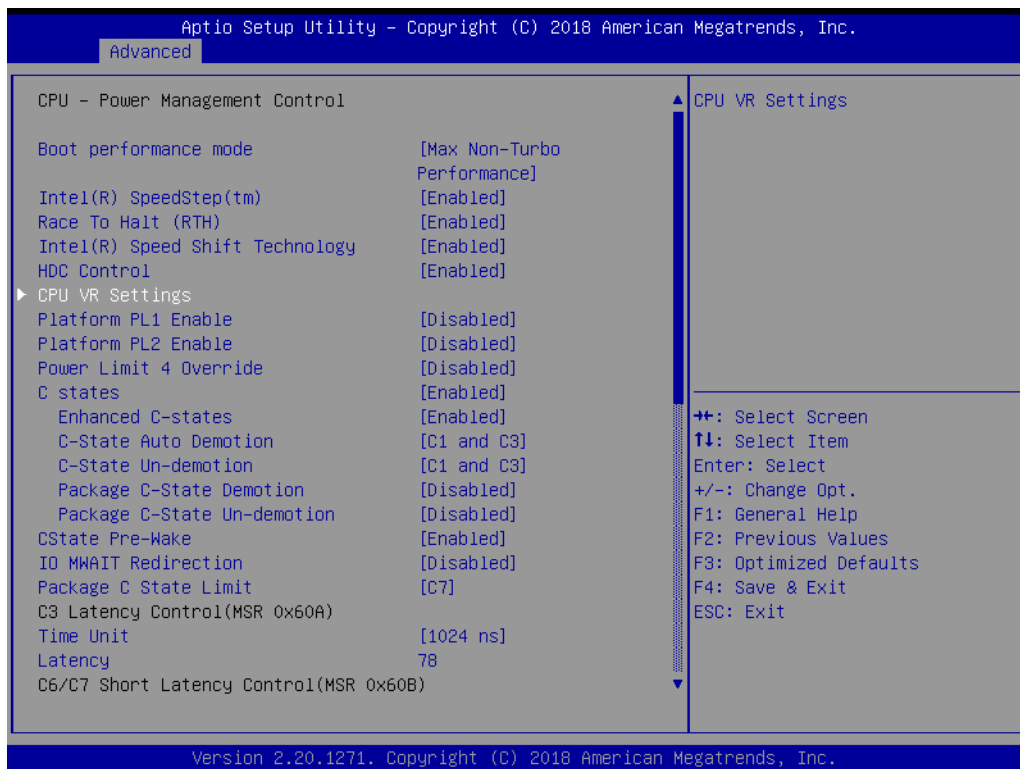 Aptio Setup Utility – Copyright (C) 2018 American Megatrends, Inc.
Advanced
CPU – Power Management Control
Boot performance mode [Max Non-Turbo
Performance]
Intel(R) SpeedStep(tm) [Enabled]
Race To Halt (RTH) [Enabled]
Intel(R) Speed Shift Technology [Enabled]
HDC Control [Enabled]
CPU VR Settings
Platform PL1 Enable [Disabled]
Platform PL2 Enable [Disabled]
Power Limit 4 Override [Disabled]
C states [Enabled]
Enhanced C-states [Enabled]
C-State Auto Demotion [C1 and C3]
C-State Un-demotion [C1 and C3]
Package C-State Demotion [Disabled]
Package C-State Un-demotion [Disabled]
CState Pre-Wake [Enabled]
IO MWAIT Redirection [Disabled]
Package C State Limit [C7]
C3 Latency Control(MSR 0x60A)
Time Unit [1024 ns]
Latency 78
C6/C7 Short Latency Control(MSR 0x60B)
CPU VR Settings
→←: Select Screen
↑↓: Select Item
Enter: Select
+/-: Change Opt.
F1: General Help
F2: Previous Values
F3: Optimized Defaults
F4: Save & Exit
ESC: Exit
Version 2.20.1271. Copyright (C) 2018 American Megatrends, Inc.